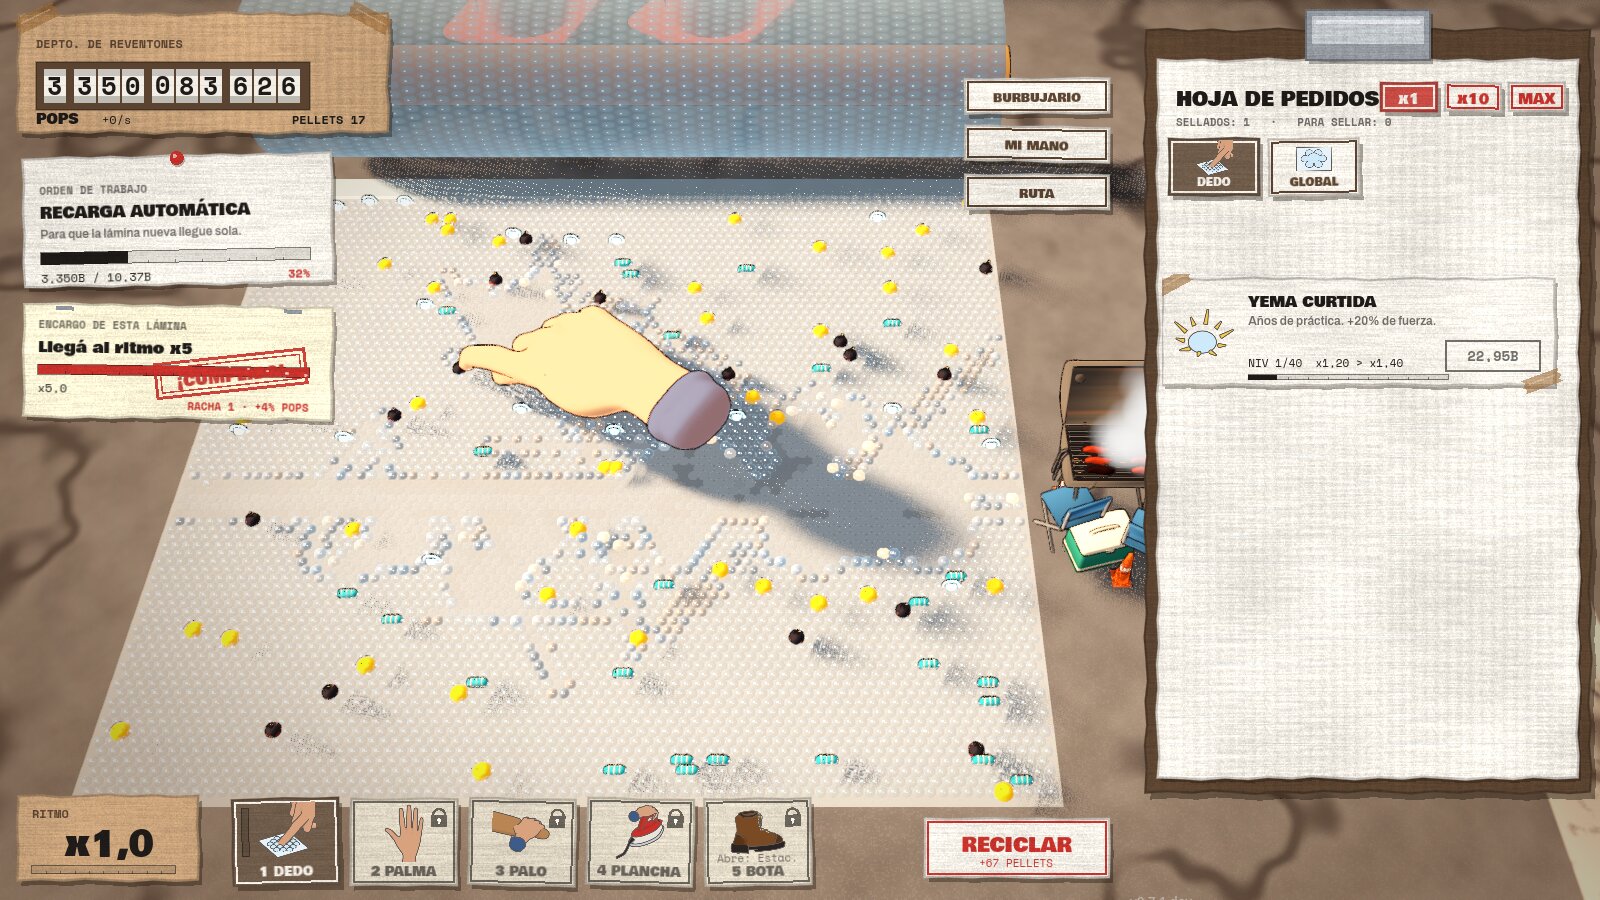 DEPTO. DE REVENTONES
3 350 083 626
POPS +0/s PELLETS 17
ORDEN DE TRABAJO
RECARGA AUTOMÁTICA
Para que la lámina nueva llegue sola.
3,350B / 10,37B 32%
ENCARGO DE ESTA LÁMINA
Llegá al ritmo x5
x5,0
RACHA 1 · +4% POPS
BURBUJARIO
MI MANO
RUTA
HOJA DE PEDIDOS x1 x10 MAX
SELLADOS: 1 · PARA SELLAR: 0
DEDO
GLOBAL
YEMA CURTIDA
Años de práctica. +20% de fuerza.
NIV 1/40 x1,20 > x1,40
22,95B
RITMO
x1,0
1 DEDO
2 PALMA
3 PALO
4 PLANCHA
Abre: Estac.
5 BOTA
RECICLAR
+67 PELLETS